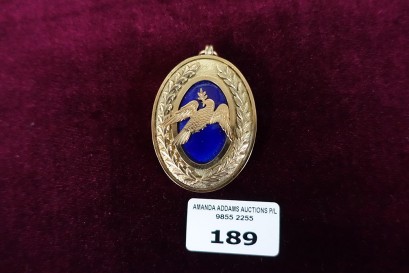 AMANDA ADDAMS AUCTIONS P/L
9855 2255
189